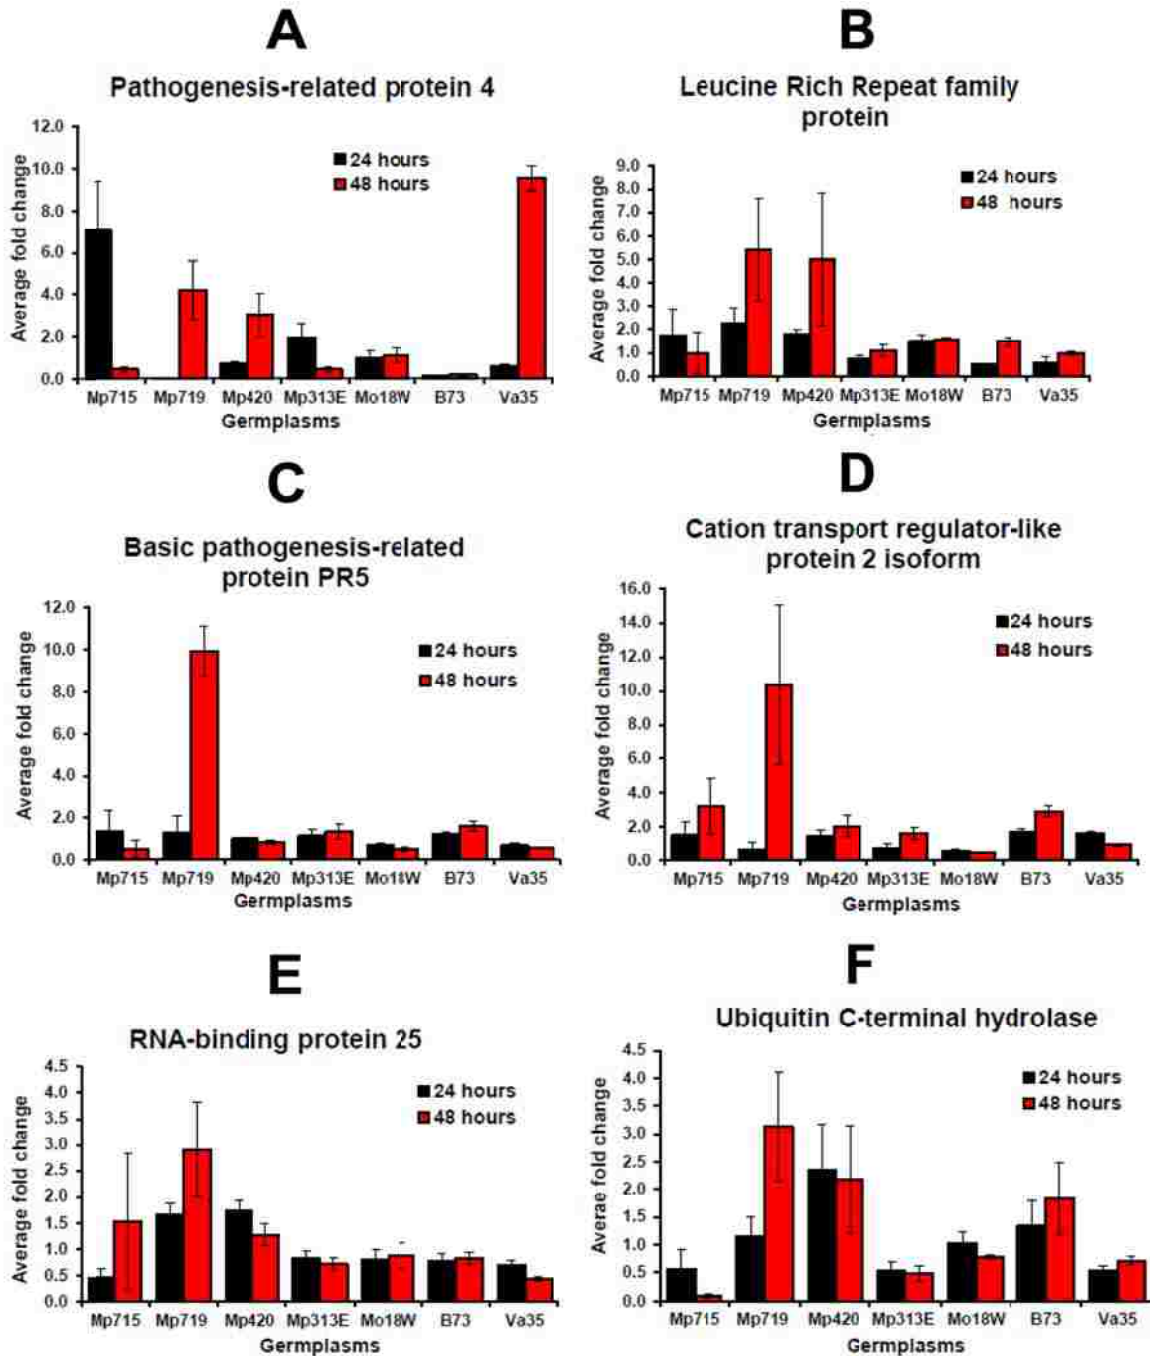 A
Pathogenesis-related protein 4
12.0
10.0
8.0
6.0
4.0
2.0
0.0
Average fold change
24 hours
48 hours
Mp715 Mp719 Mp420 Mp313E Mo18W B73 Va35
Germplasms
B
Leucine Rich Repeat family
protein
9.0
8.0
7.0
6.0
5.0
4.0
3.0
2.0
1.0
0.0
Average fold change
24 hours
48 hours
Mp715 Mp719 Mp420 Mp313E Mo18W B73 Va35
Germplasms
C
Basic pathogenesis-related
protein PR5
12.0
10.0
8.0
6.0
4.0
2.0
0.0
Average fold change
24 hours
48 hours
Mp715 Mp719 Mp420 Mp313E Mo18W B73 Va35
Germplasms
D
Cation transport regulator-like
protein 2 isoform
16.0
14.0
12.0
10.0
8.0
6.0
4.0
2.0
0.0
Average fold change
24 hours
48 hours
Mp715 Mp719 Mp420 Mp313E Mo18W B73 Va35
Germplasms
E
RNA-binding protein 25
4.5
4.0
3.5
3.0
2.5
2.0
1.5
1.0
0.5
0.0
Average fold change
24 hours
48 hours
Mp715 Mp719 Mp420 Mp313E Mo18W B73 Va35
Germplasms
F
Ubiquitin C-terminal hydrolase
4.5
4.0
3.5
3.0
2.5
2.0
1.5
1.0
0.5
0.0
Averae fold change
24 hours
48 hours
Mp715 Mp719 Mp420 Mp313E Mo18W B73 Va35
Germplasms